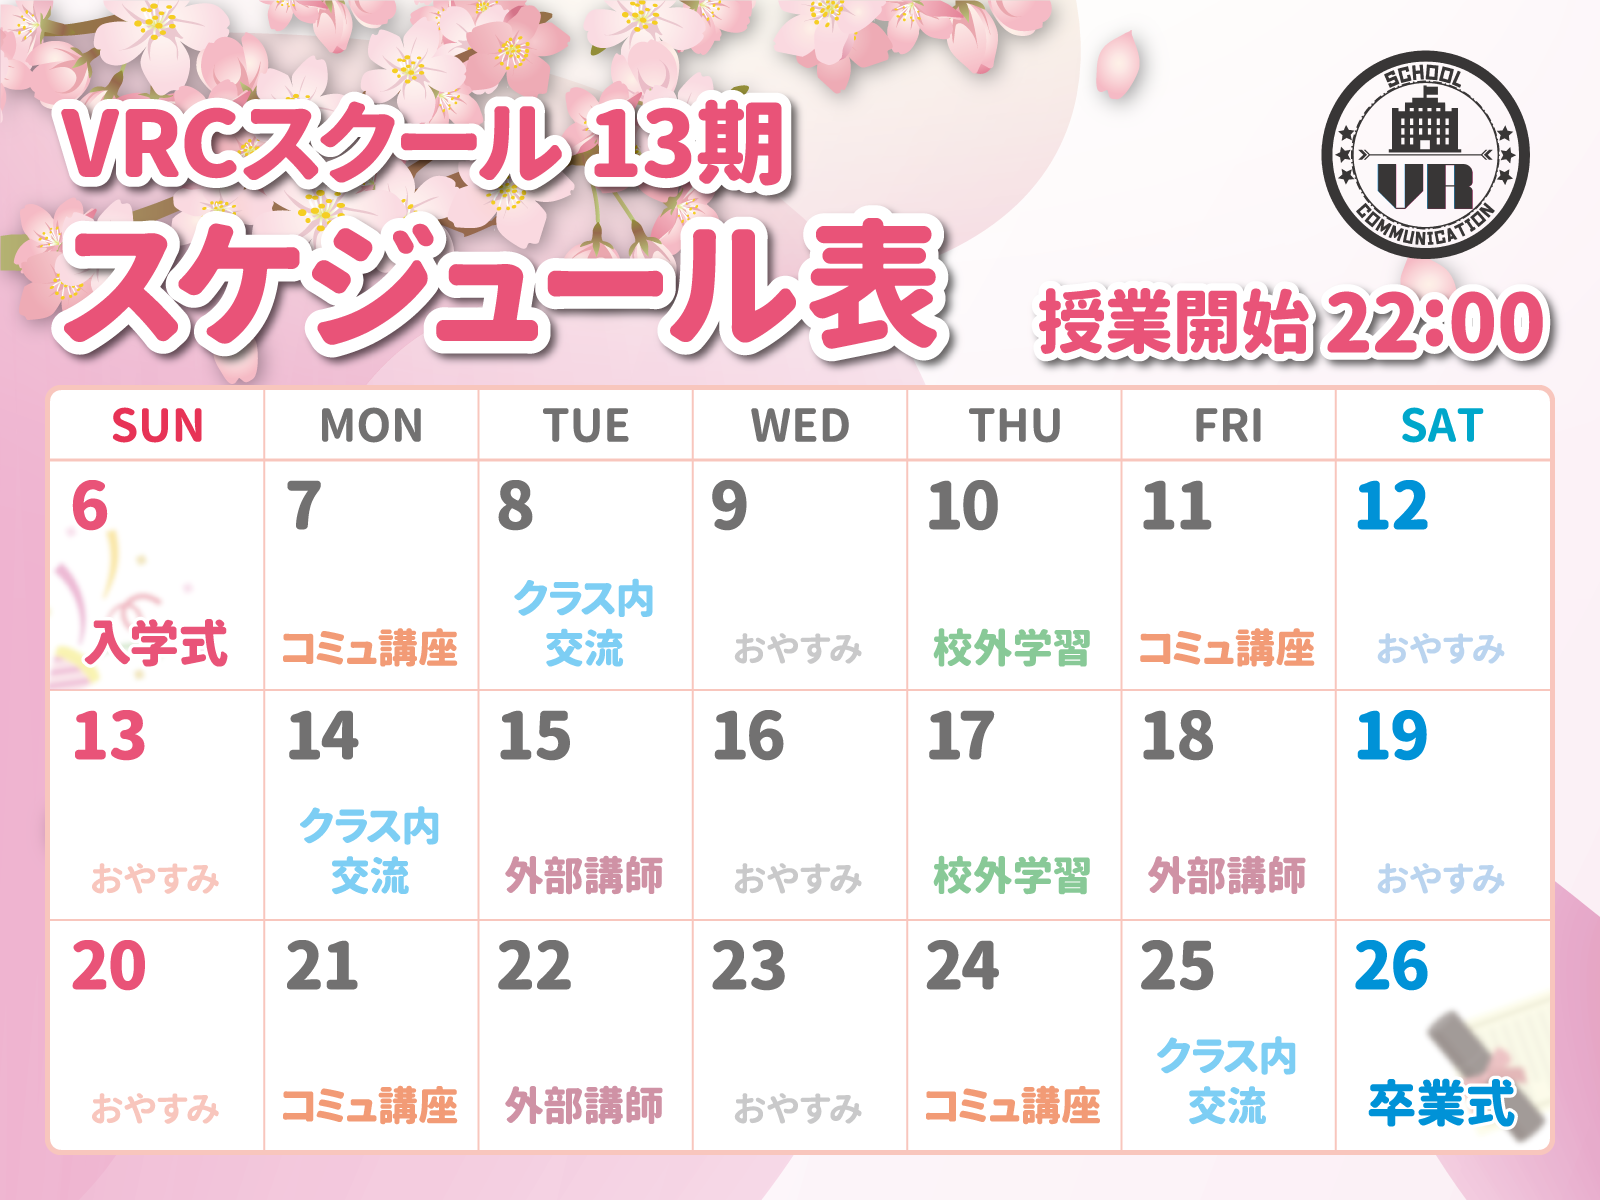 VRCスクール 13期
スケジュール表
SCHOOL
VR
COMMUNICATION
授業開始 22:00
SUN MON TUE WED THU FRI SAT
6 7 8 9 10 11 12
クラス内
入学式 コミュ講座 交流 おやすみ 校外学習 コミュ講座 おやすみ
13 14 15 16 17 18 19
クラス内
おやすみ 交流 外部講師 おやすみ 校外学習 外部講師 おやすみ
20 21 22 23 24 25 26
クラス内
おやすみ コミュ講座 外部講師 おやすみ コミュ講座 交流 卒業式